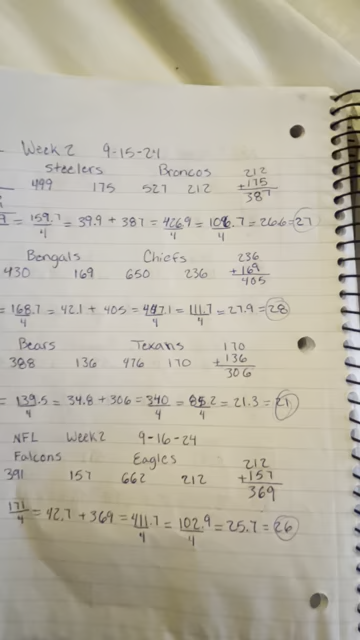 Week 2 9-15-24
Steelers Broncos 212
499 175 527 212 +175
387
= 159.7/4 = 39.9 + 387 = 426.9/4 = 106.7/4 = 26.6 = 27
Bengals Chiefs 236
430 169 650 236 +169
405
= 168.7/4 = 42.1 + 405 = 447.1/4 = 111.7/4 = 27.9 = 28
Bears Texans 170
388 136 476 170 +136
306
= 139.5/4 = 34.8 + 306 = 340/4 = 85.2/4 = 21.3 = 21
NFL Week 2 9-16-24
Falcons Eagles 212
391 157 662 212 +157
369
171/4 = 42.7 + 369 = 411.7/4 = 102.9/4 = 25.7 = 26